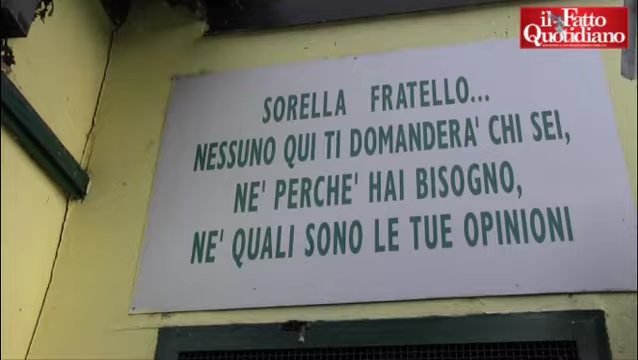 il Fatto
Quotidiano
SORELLA FRATELLO...
NESSUNO QUI TI DOMANDERA' CHI SEI,
NE' PERCHE' HAI BISOGNO,
NE' QUALI SONO LE TUE OPINIONI